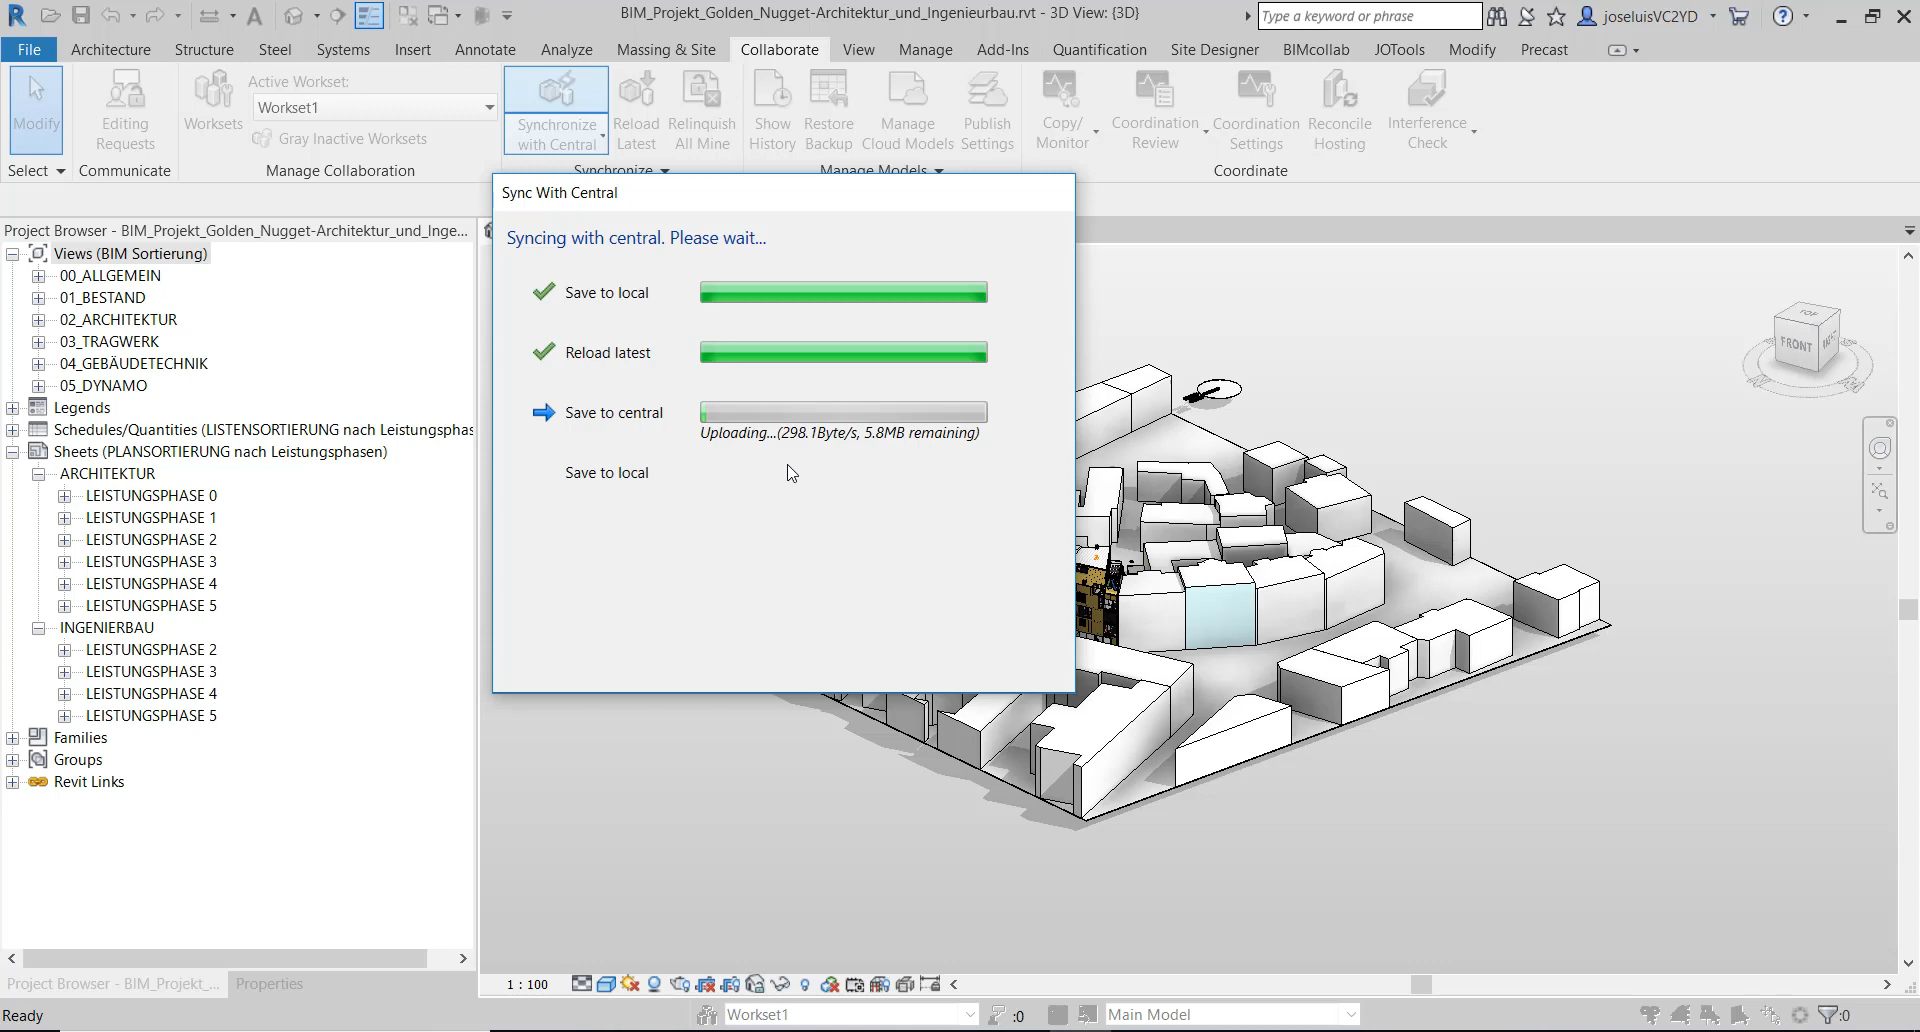 BIM_Projekt_Golden_Nugget-Architektur_und_Ingenieurbau.rvt - 3D View: {3D}
Type a keyword or phrase
joseluisVC2YD
File
Architecture
Structure
Steel
Systems
Insert
Annotate
Analyze
Massing & Site
Collaborate
View
Manage
Add-Ins
Quantification
Site Designer
BIMcollab
JOTools
Modify
Precast
Modify
Editing
Requests
Worksets
Active Workset:
Workset1
Gray Inactive Worksets
Synchronize
with Central
Reload
Latest
Relinquish
All Mine
Show
History
Restore
Backup
Manage
Cloud Models
Publish
Settings
Copy/
Monitor
Coordination
Review
Coordination
Settings
Reconcile
Hosting
Interference
Check
Select
Communicate
Manage Collaboration
Synchronize
Manage Models
Coordinate
Project Browser - BIM_Projekt_Golden_Nugget-Architektur_und_Inge...
Views (BIM Sortierung)
00_ALLGEMEIN
01_BESTAND
02_ARCHITEKTUR
03_TRAGWERK
04_GEBÄUDETECHNIK
05_DYNAMO
Legends
Schedules/Quantities (LISTENSORTIERUNG nach Leistungsphas
Sheets (PLANSORTIERUNG nach Leistungsphasen)
ARCHITEKTUR
LEISTUNGSPHASE 0
LEISTUNGSPHASE 1
LEISTUNGSPHASE 2
LEISTUNGSPHASE 3
LEISTUNGSPHASE 4
LEISTUNGSPHASE 5
INGENIERBAU
LEISTUNGSPHASE 2
LEISTUNGSPHASE 3
LEISTUNGSPHASE 4
LEISTUNGSPHASE 5
Families
Groups
Revit Links
Sync With Central
Syncing with central. Please wait...
Save to local
Reload latest
Save to central
Uploading...(298.1Byte/s, 5.8MB remaining)
Save to local
TOP
FRONT
Project Browser - BIM_Projekt_...
Properties
1 : 100
Ready
Workset1
:0
Main Model
:0